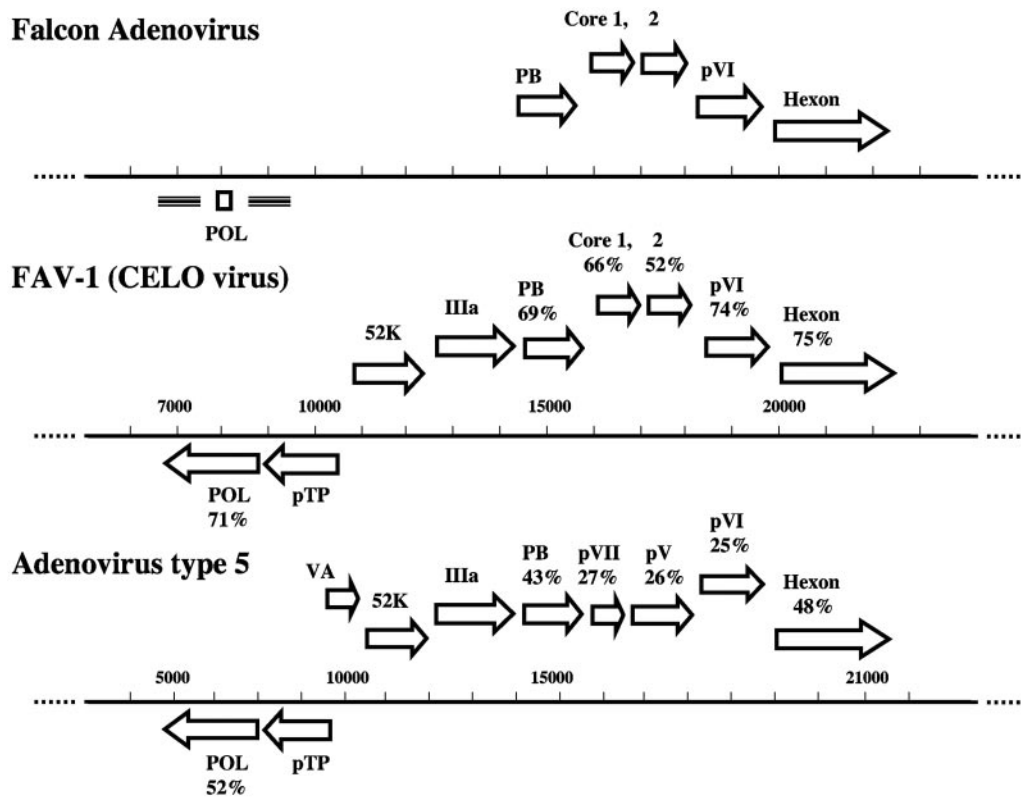 Falcon Adenovirus
Core 1, 2
PB
pVI
Hexon
POL
FAV-1 (CELO virus)
Core 1, 2
66% 52%
IIIa
PB
69%
pVI
74%
Hexon
75%
52K
7000 10000 15000 20000
POL
71%
pTP
Adenovirus type 5
VA
52K
IIIa
PB
43%
pVII
27%
pV
26%
pVI
25%
Hexon
48%
5000 10000 15000 21000
POL
52%
pTP